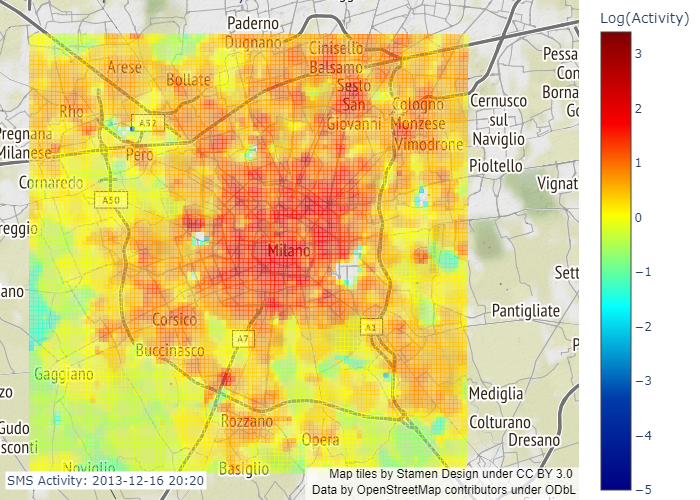 Paderno
Dugnano
Log(Activity)
Cinisello
Balsamo
Arese
Bollate
Sesto
San
Giovanni
Pessa
Con
Borna
Go
Rho
A52
Cologno
Monzese
Cernusco
sul
Naviglio
Pregnana
Milanese
Pero
Vimodrone
Pioltello
Cornaredo
A50
Vignat
reggio
Milano
Sett
ano
Pantigliate
Corsico
A7
A1
Buccinasco
P
Gaggiano
zo
Mediglia
Rozzano
Colturano
Gudo
sconti
Opera
Dresano
Noviglio
Basiglio
SMS Activity: 2013-12-16 20:20
Map tiles by Stamen Design under CC BY 3.0
Data by OpenStreetMap contributors under ODbL
3
2
1
0
−1
−2
−3
−4
−5